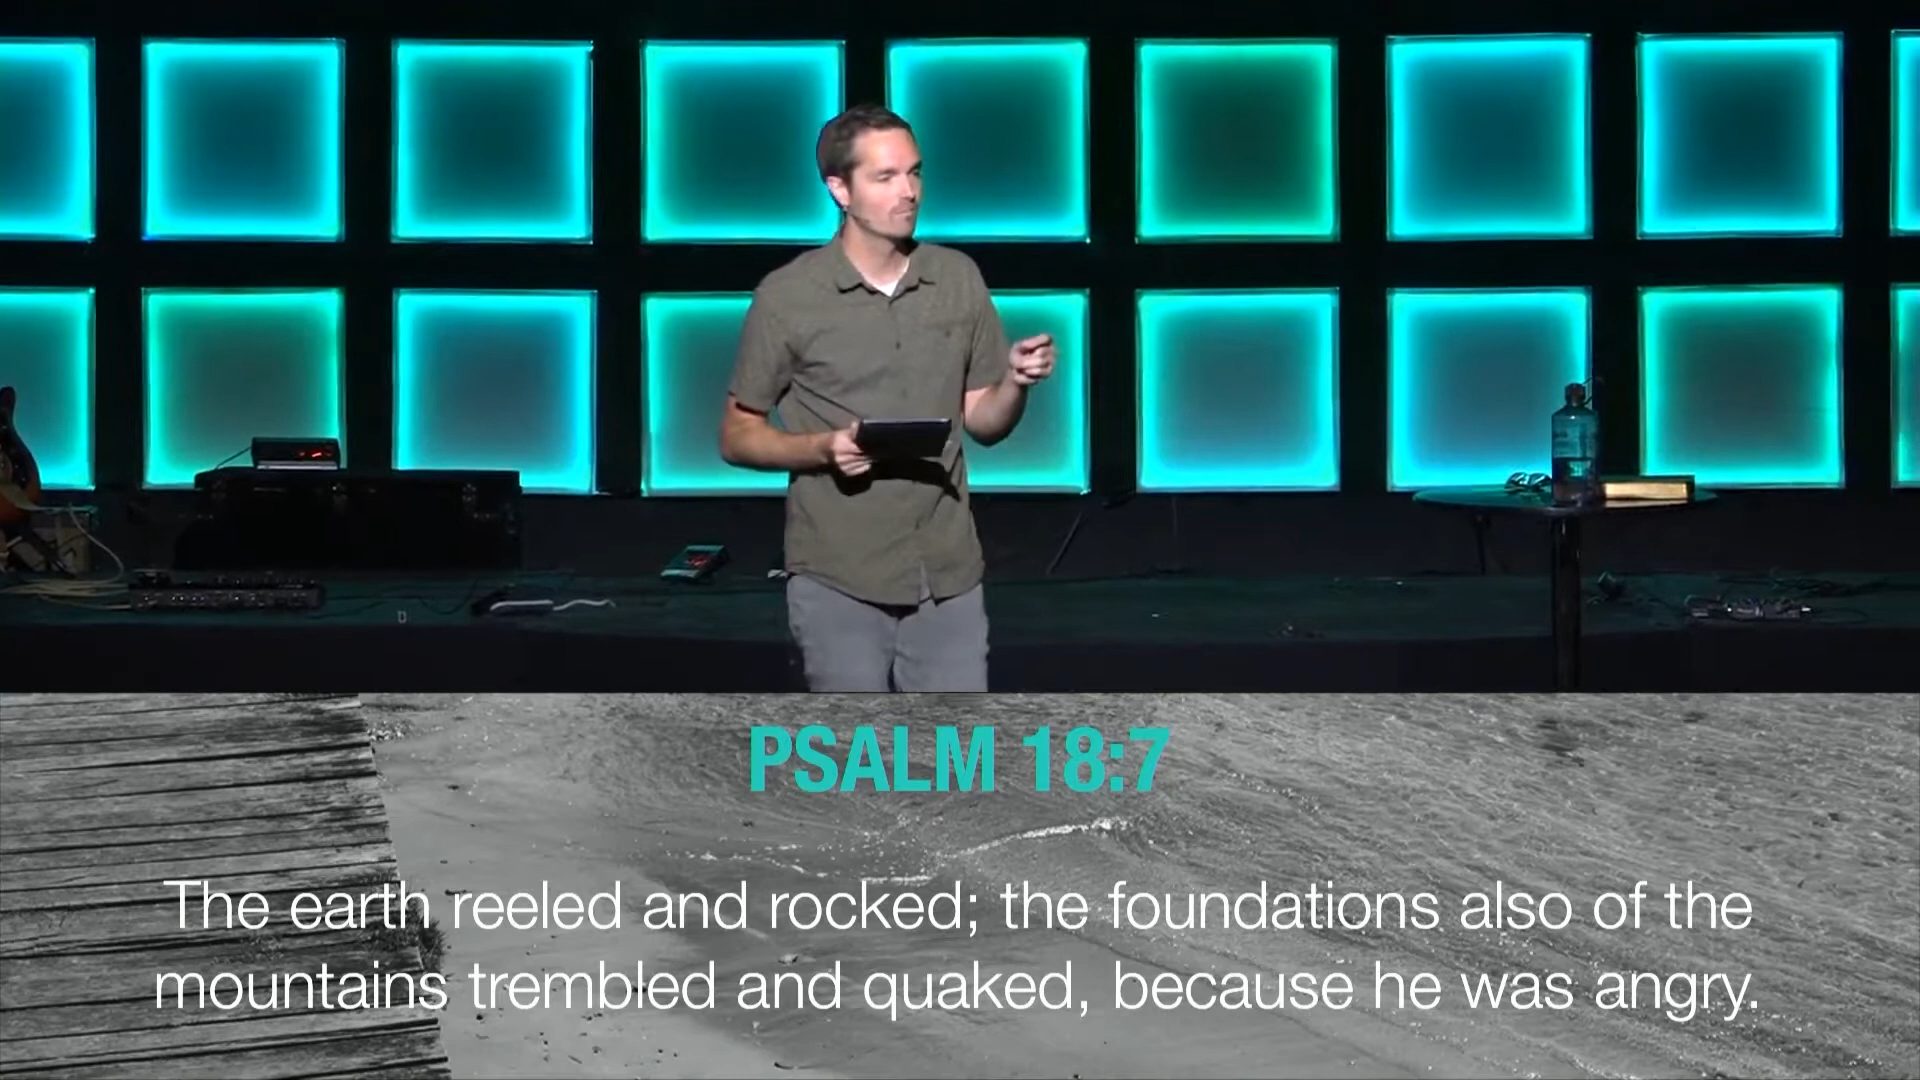 PSALM 18:7
The earth reeled and rocked; the foundations also of the
mountains trembled and quaked, because he was angry.